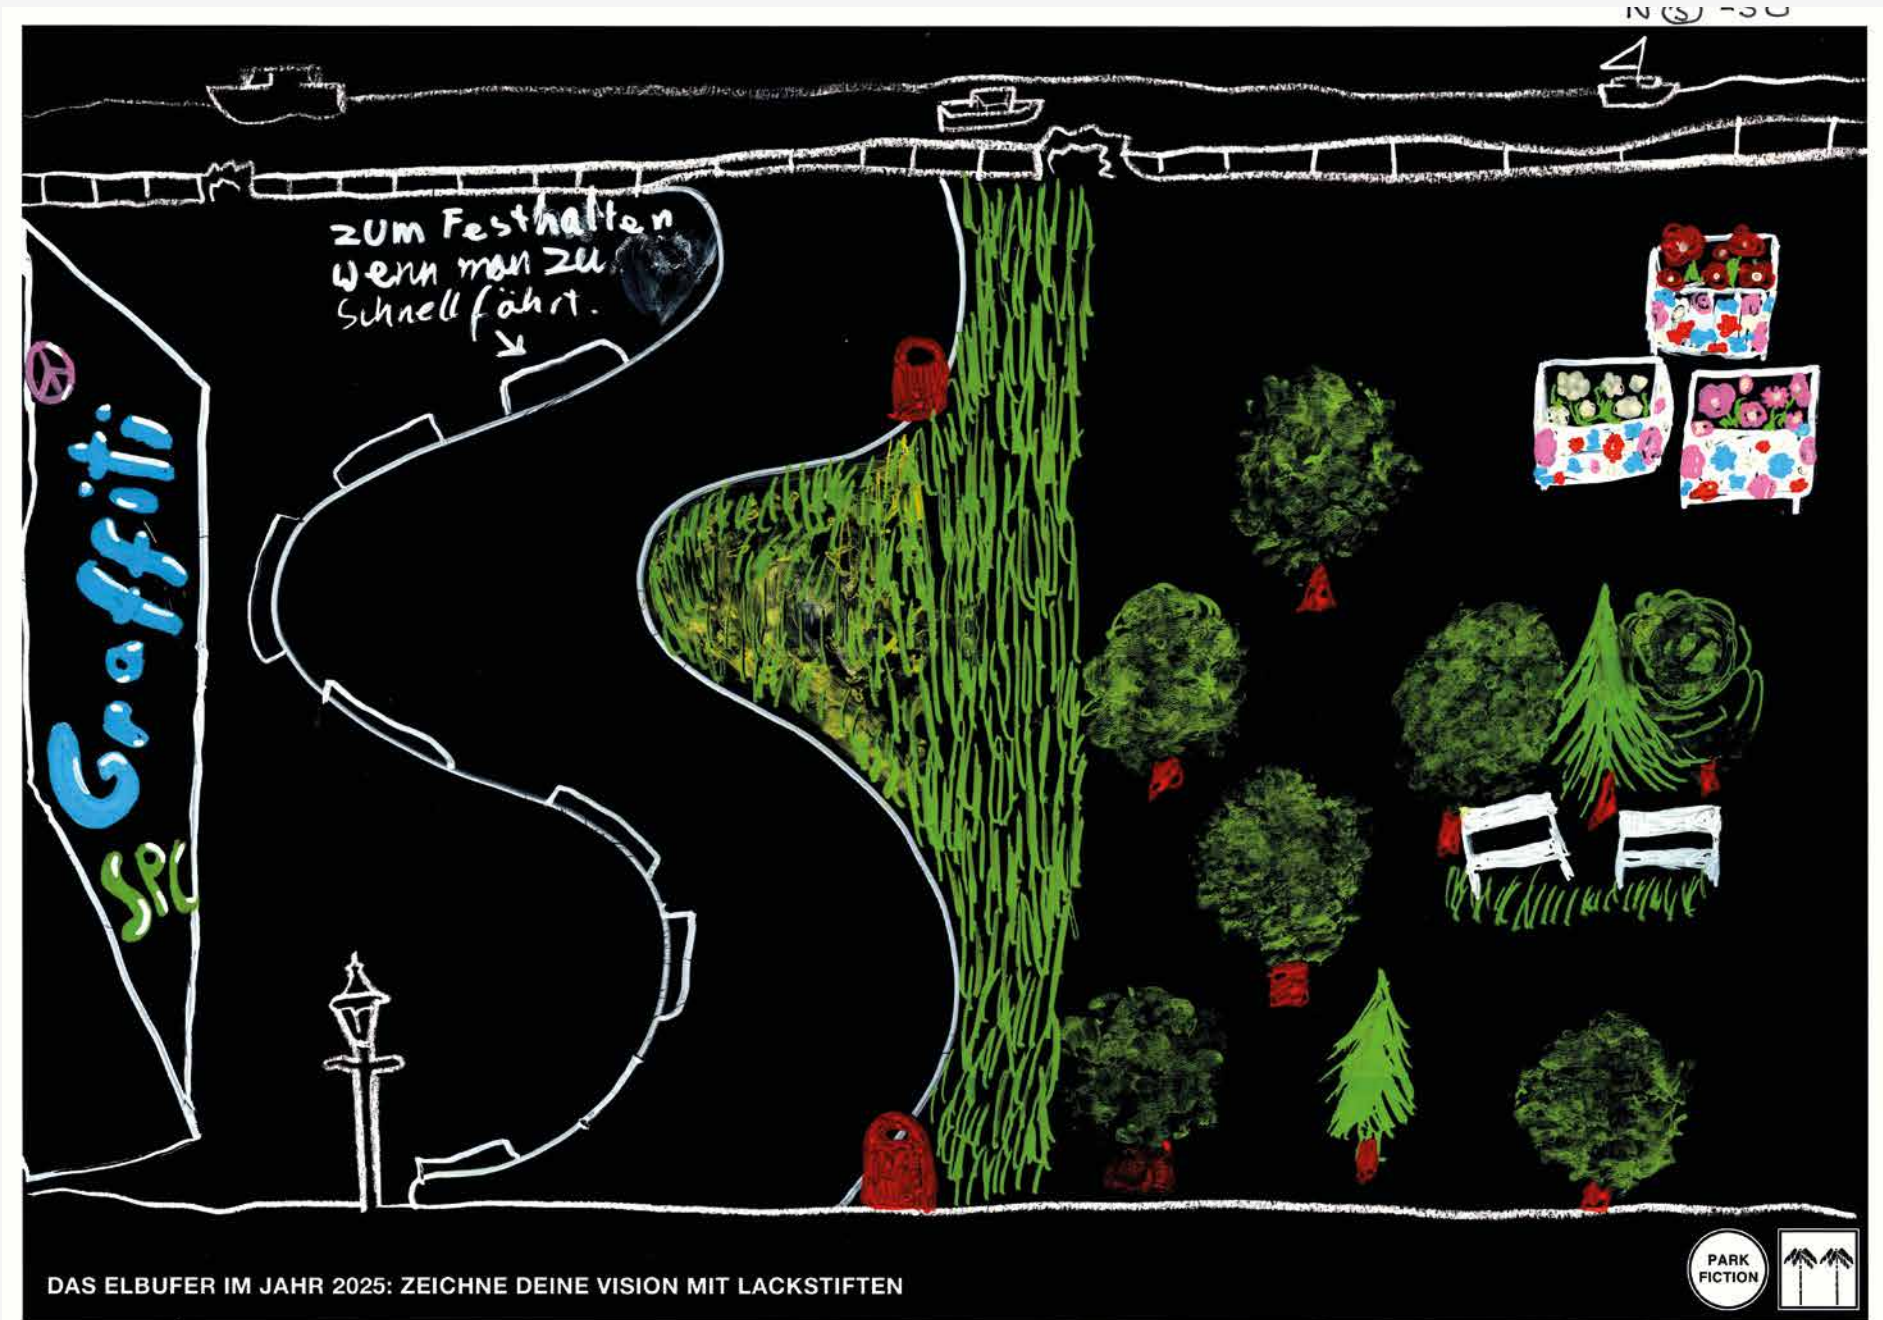 zum Festhalten
wenn man zu
schnell fährt.
Graffiti
DAS ELBUFER IM JAHR 2025: ZEICHNE DEINE VISION MIT LACKSTIFTEN
PARK
FICTION